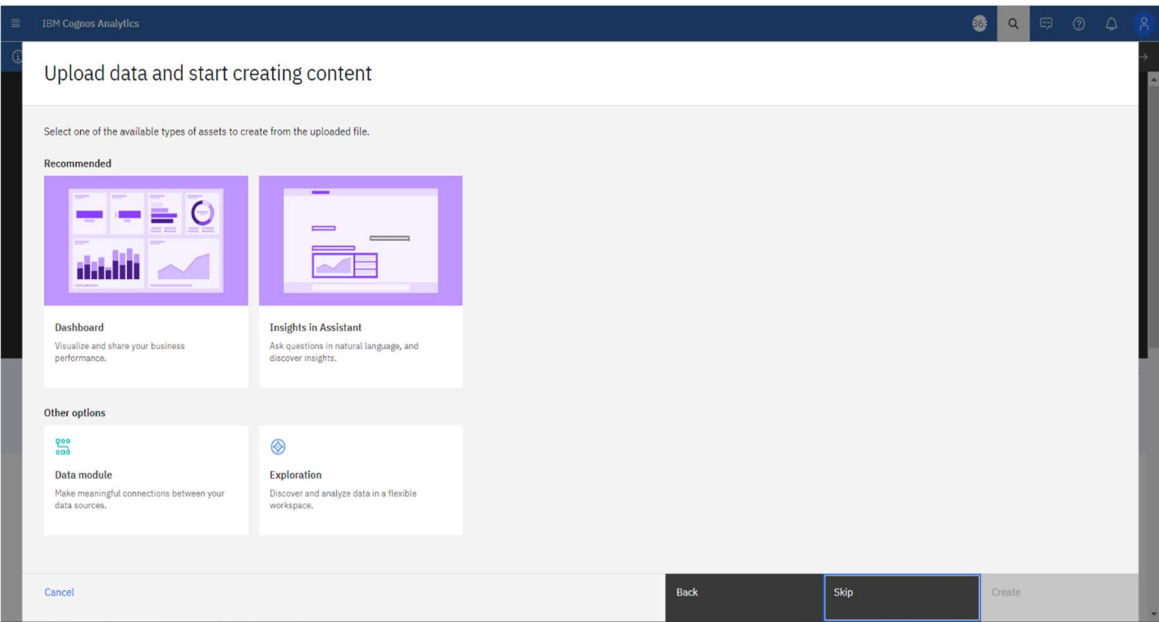 IBM Cognos Analytics
Upload data and start creating content
Select one of the available types of assets to create from the uploaded file.
Recommended
Dashboard
Visualize and share your business
performance.
Insights in Assistant
Ask questions in natural language, and
discover insights.
Other options
Data module
Make meaningful connections between your
data sources.
Exploration
Discover and analyze data in a flexible
workspace.
Cancel
Back
Skip
Create